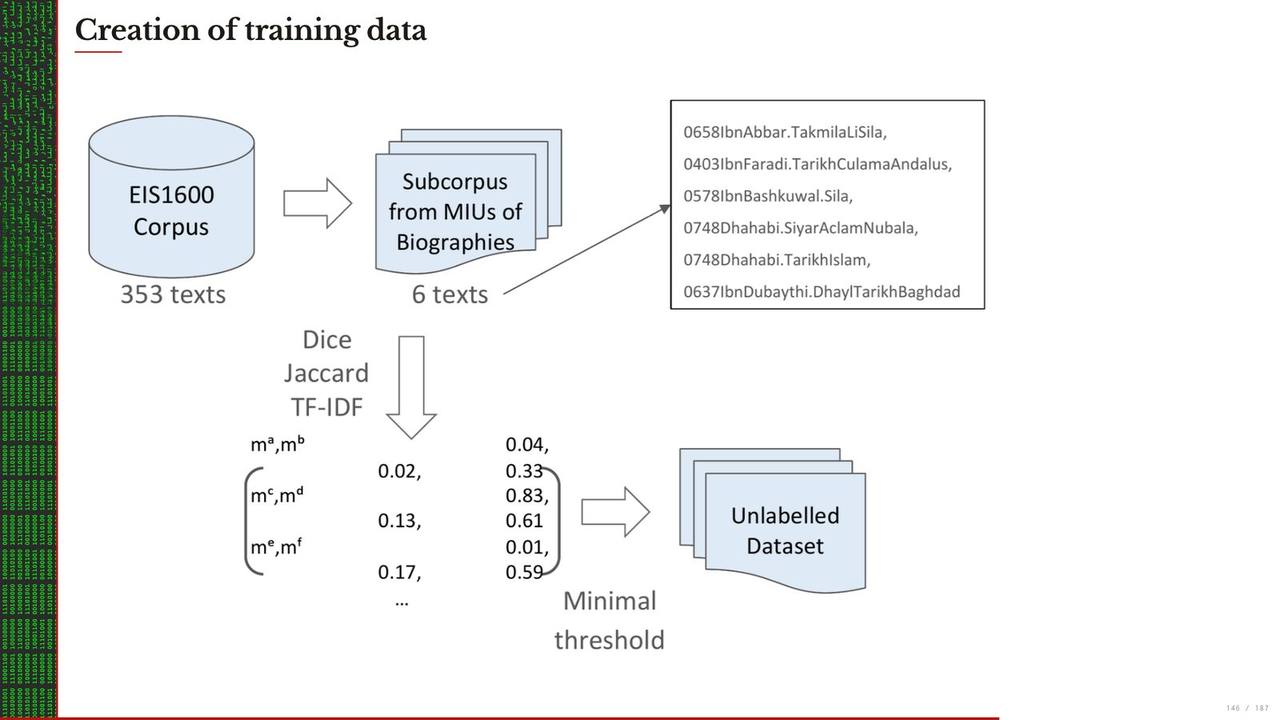 Creation of training data
EIS1600
Corpus
353 texts
Subcorpus
from MIUs of
Biographies
6 texts
0658IbnAbbar.TakmilaLiSila,
0403IbnFaradi.TarikhCulamaAndalus,
0578IbnBashkuwal.Sila,
0748Dhahabi.SiyarAclamNubala,
0748Dhahabi.TarikhIslam,
0637IbnDubaythi.DhaylTarikhBaghdad
Dice
Jaccard
TF-IDF
mᵃ,mᵇ 0.04,
0.02, 0.33
mᶜ,mᵈ 0.83,
0.13, 0.61
mᵉ,mᶠ 0.01,
0.17, 0.59
...
Minimal
threshold
Unlabelled
Dataset
146 / 187